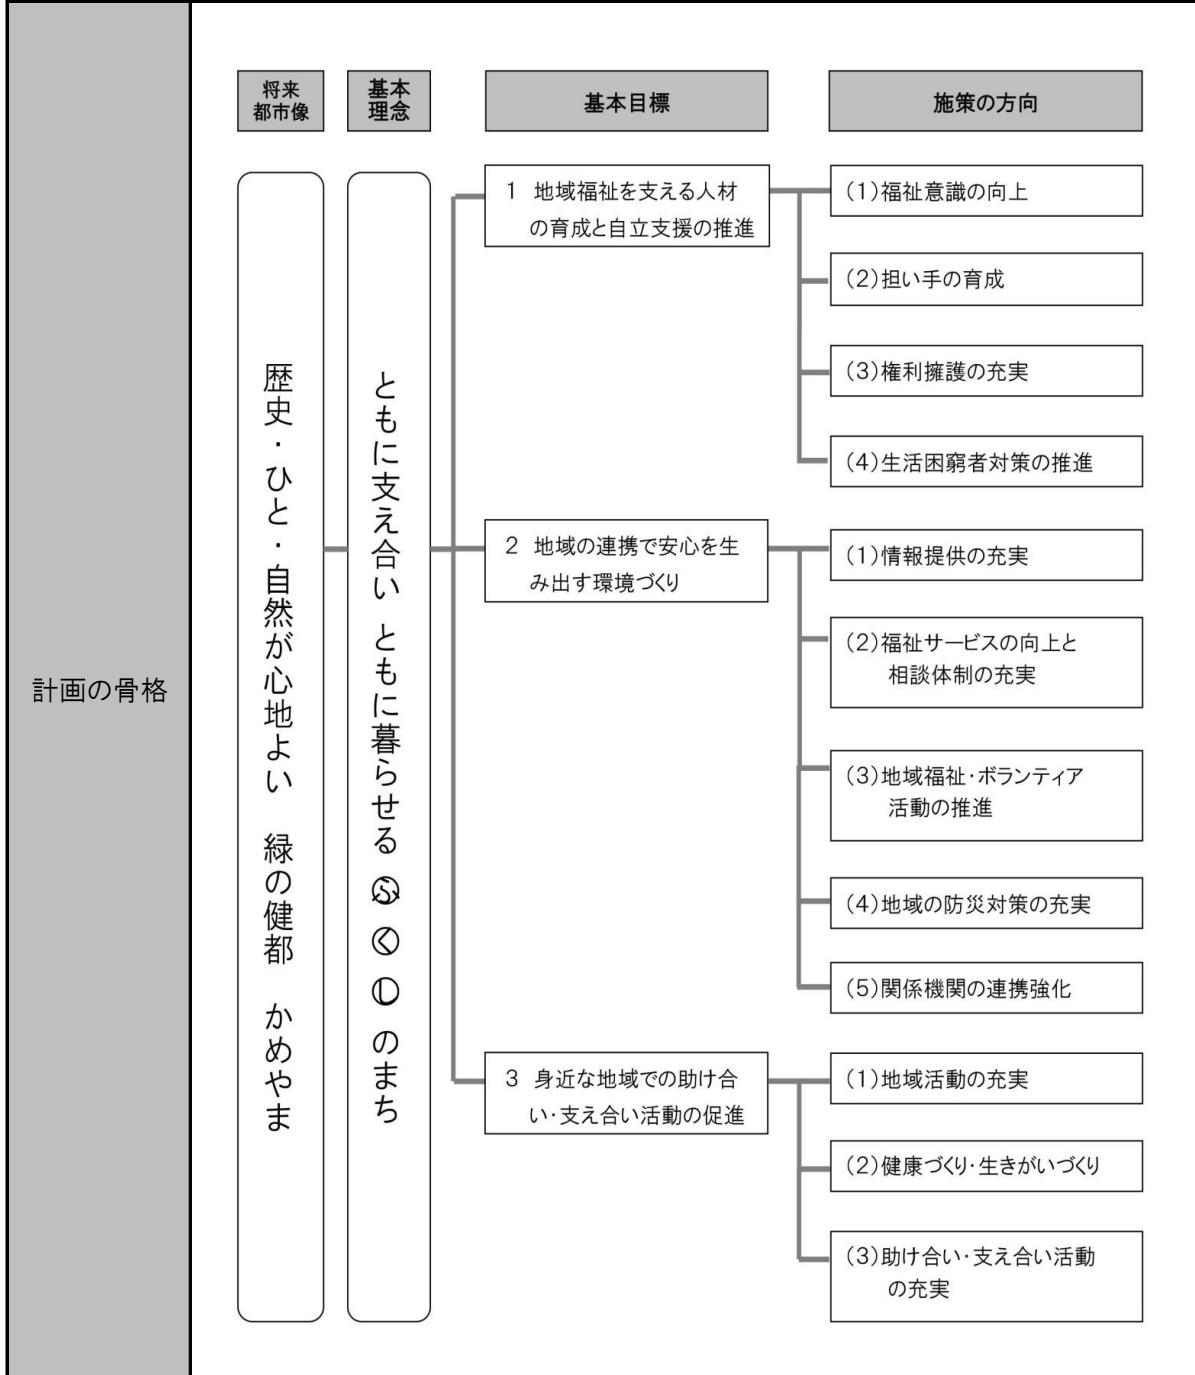 計画の骨格
将来
都市像
基本
理念
基本目標
施策の方向
歴史・ひと・自然が心地よい　緑の健都　かめやま
ともに支え合い ともに暮らせる ふ く し のまち
1 地域福祉を支える人材
の育成と自立支援の推進
(1)福祉意識の向上
(2)担い手の育成
(3)権利擁護の充実
(4)生活困窮者対策の推進
2 地域の連携で安心を生
み出す環境づくり
(1)情報提供の充実
(2)福祉サービスの向上と
相談体制の充実
(3)地域福祉・ボランティア
活動の推進
(4)地域の防災対策の充実
(5)関係機関の連携強化
3 身近な地域での助け合
い・支え合い活動の促進
(1)地域活動の充実
(2)健康づくり・生きがいづくり
(3)助け合い・支え合い活動
の充実